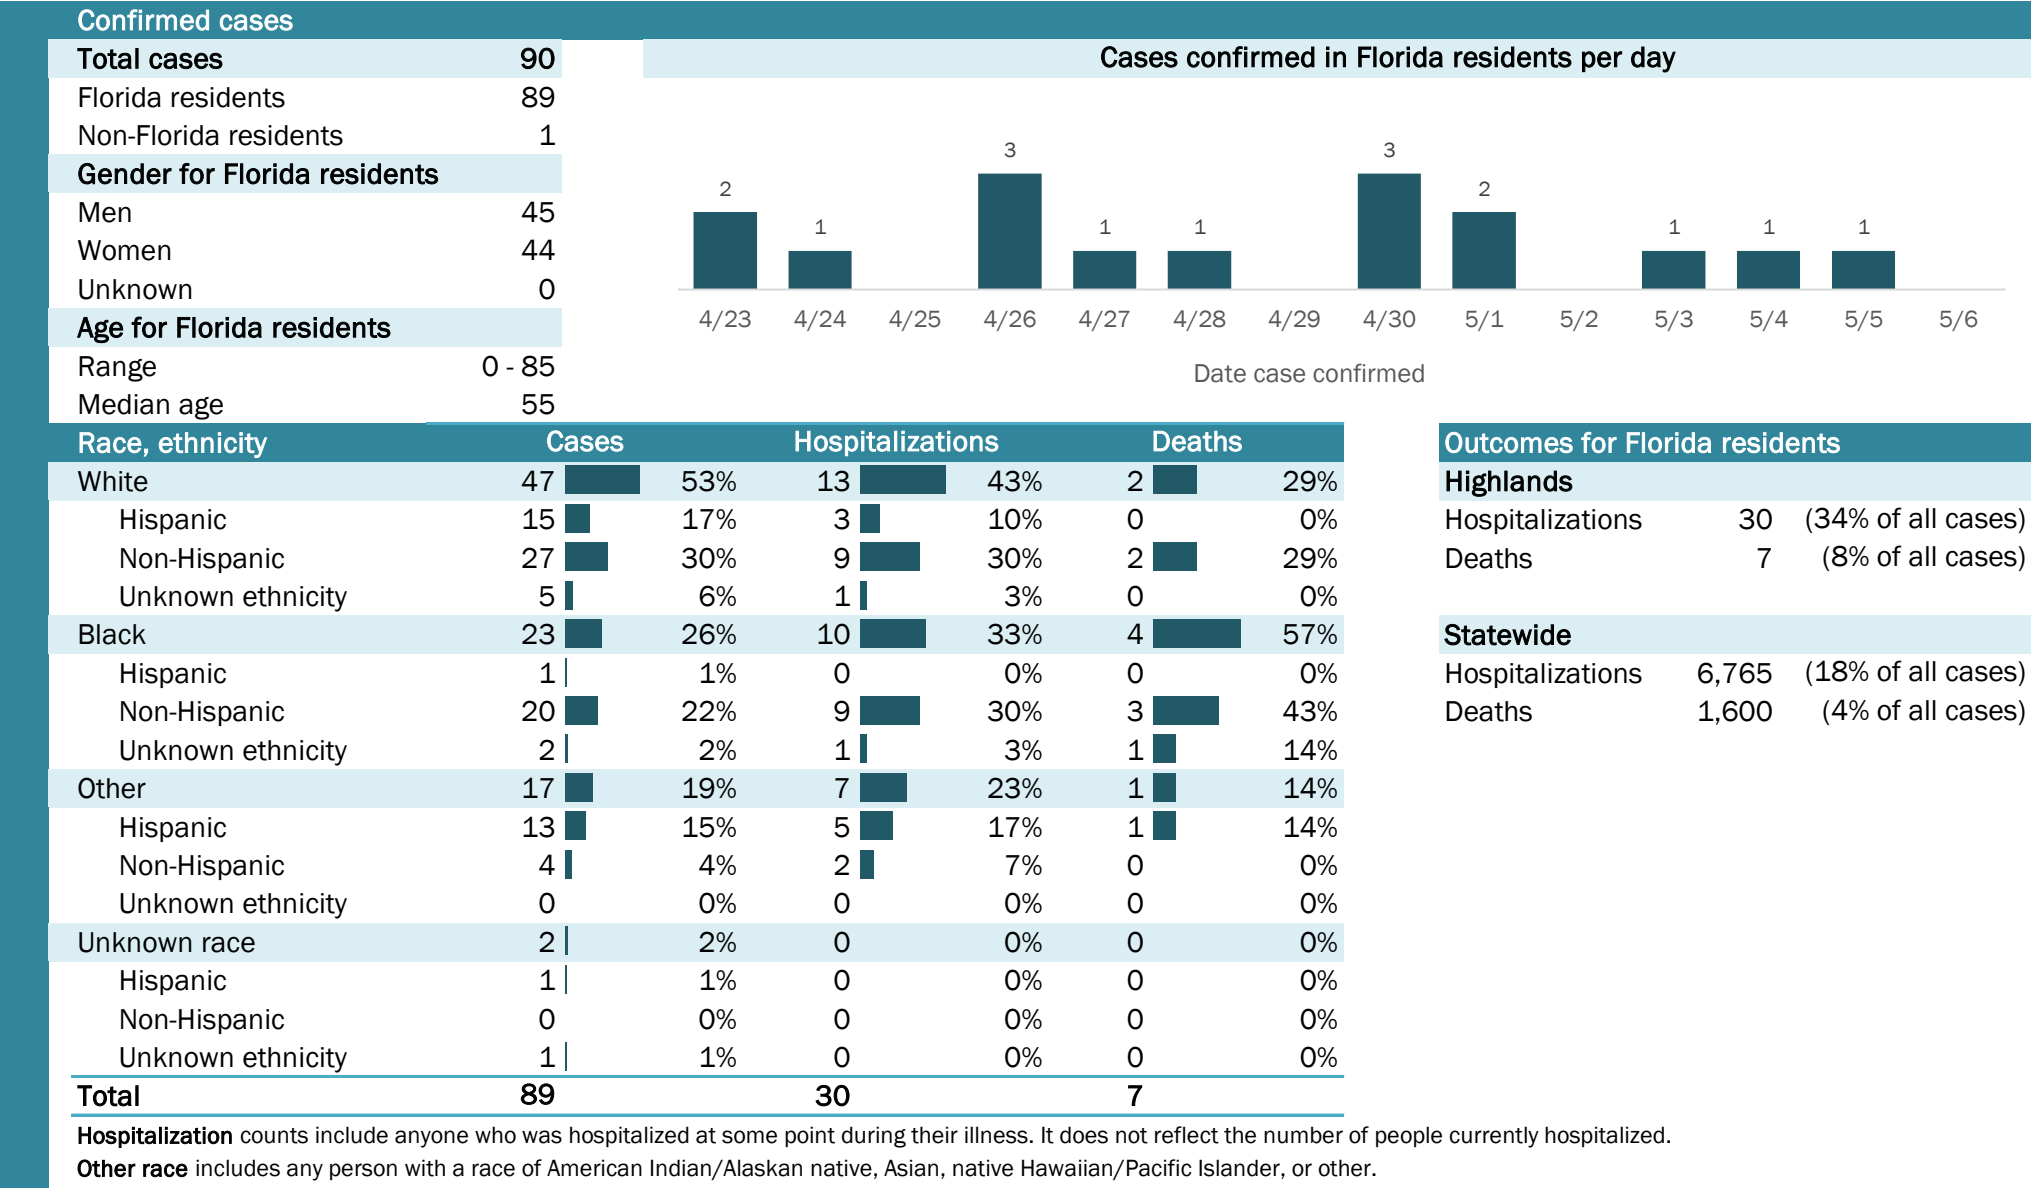 Confirmed cases
Total cases 90
Florida residents 89
Non-Florida residents 1
Gender for Florida residents
Men 45
Women 44
Unknown 0
Age for Florida residents
Range 0 - 85
Median age 55
Cases confirmed in Florida residents per day
2 1 3 1 1 3 2 1 1 1
4/23 4/24 4/25 4/26 4/27 4/28 4/29 4/30 5/1 5/2 5/3 5/4 5/5 5/6
Date case confirmed
Race, ethnicity Cases Hospitalizations Deaths
White 47 53% 13 43% 2 29%
Hispanic 15 17% 3 10% 0 0%
Non-Hispanic 27 30% 9 30% 2 29%
Unknown ethnicity 5 6% 1 3% 0 0%
Black 23 26% 10 33% 4 57%
Hispanic 1 1% 0 0% 0 0%
Non-Hispanic 20 22% 9 30% 3 43%
Unknown ethnicity 2 2% 1 3% 1 14%
Other 17 19% 7 23% 1 14%
Hispanic 13 15% 5 17% 1 14%
Non-Hispanic 4 4% 2 7% 0 0%
Unknown ethnicity 0 0% 0 0% 0 0%
Unknown race 2 2% 0 0% 0 0%
Hispanic 1 1% 0 0% 0 0%
Non-Hispanic 0 0% 0 0% 0 0%
Unknown ethnicity 1 1% 0 0% 0 0%
Total 89 30 7
Outcomes for Florida residents
Highlands
Hospitalizations 30 (34% of all cases)
Deaths 7 (8% of all cases)
Statewide
Hospitalizations 6,765 (18% of all cases)
Deaths 1,600 (4% of all cases)
Hospitalization counts include anyone who was hospitalized at some point during their illness. It does not reflect the number of people currently hospitalized.
Other race includes any person with a race of American Indian/Alaskan native, Asian, native Hawaiian/Pacific Islander, or other.